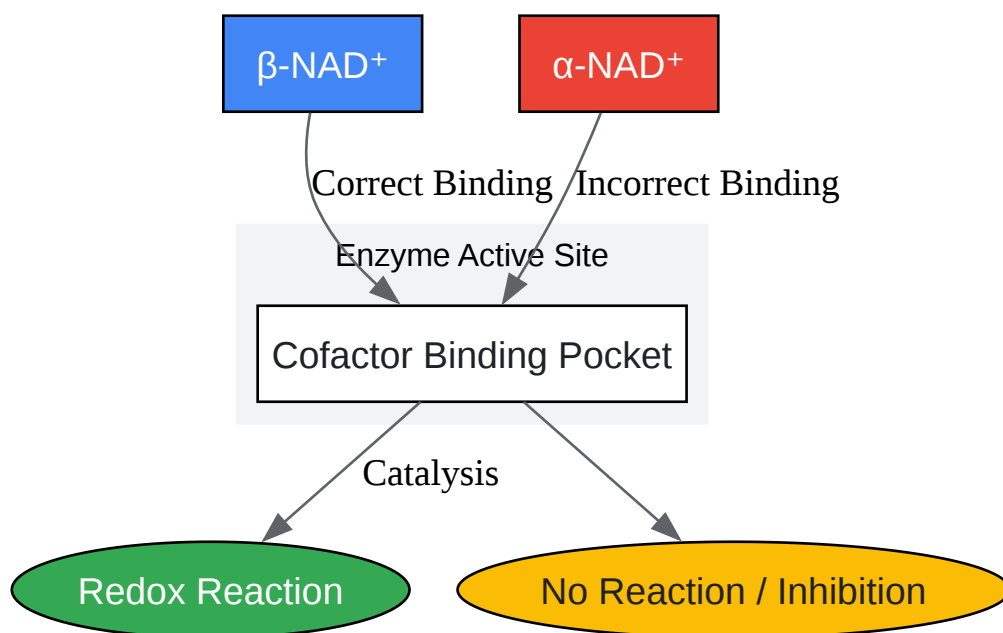 β-NAD⁺
α-NAD⁺
Correct Binding
Incorrect Binding
Enzyme Active Site
Cofactor Binding Pocket
Catalysis
Redox Reaction
No Reaction / Inhibition